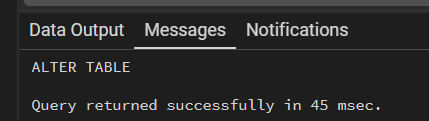 Data Output Messages Notifications
ALTER TABLE
Query returned successfully in 45 msec.